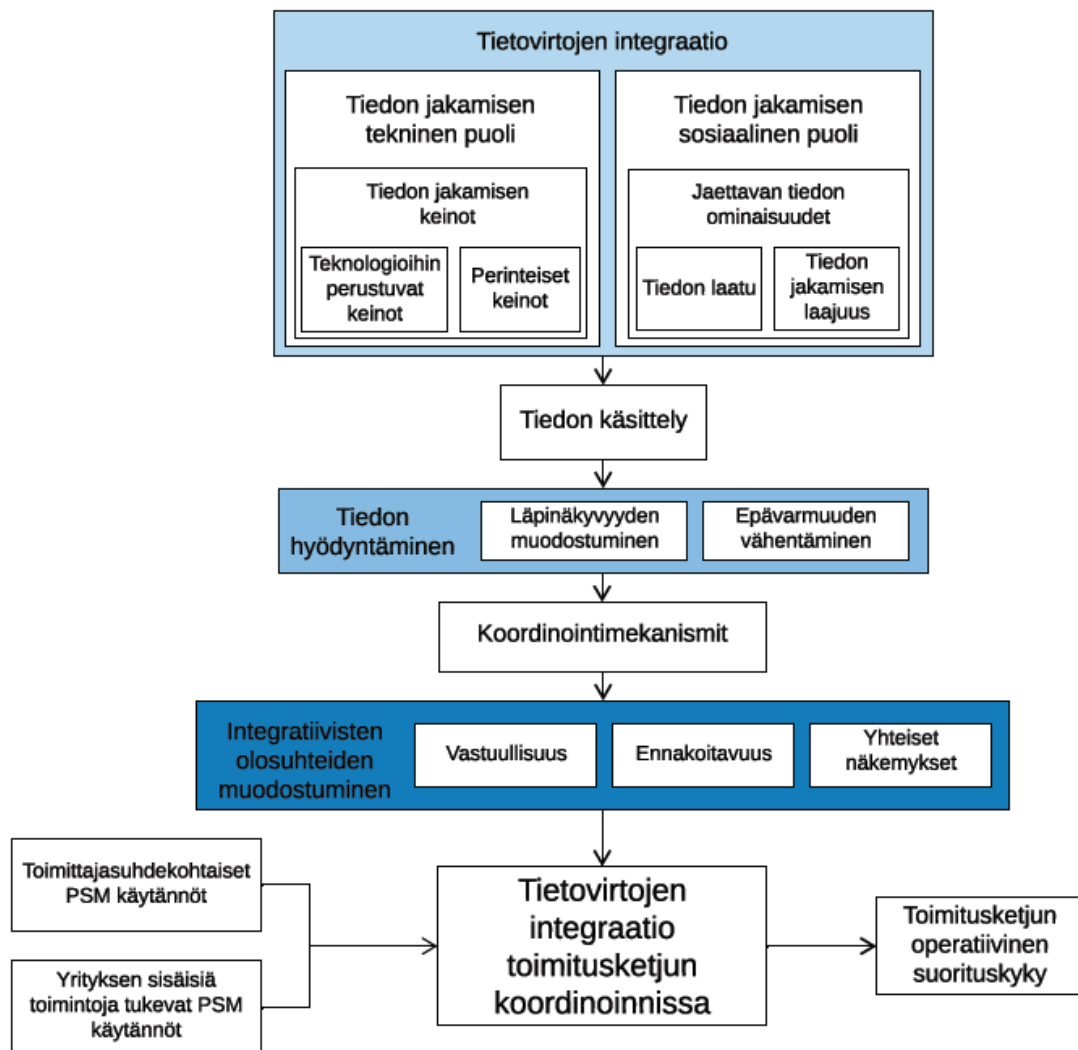 Tietovirtojen integraatio
Tiedon jakamisen
tekninen puoli
Tiedon jakamisen
keinot
Teknologioihin
perustuvat
keinot
Perinteiset
keinot
Tiedon jakamisen
sosiaalinen puoli
Jaettavan tiedon
ominaisuudet
Tiedon laatu
Tiedon
jakamisen
laajuus
Tiedon käsittely
Tiedon
hyödyntäminen
Läpinäkyvyyden
muodostuminen
Epävarmuuden
vähentäminen
Koordinointimekanismit
Integratiivisten
olosuhteiden
muodostuminen
Vastuullisuus
Ennakoitavuus
Yhteiset
näkemykset
Toimittajasuhdekohtaiset
PSM käytännöt
Yrityksen sisäisiä
toimintoja tukevat PSM
käytännöt
Tietovirtojen
integraatio
toimitusketjun
koordinoinnissa
Toimitusketjun
operatiivinen
suorituskyky